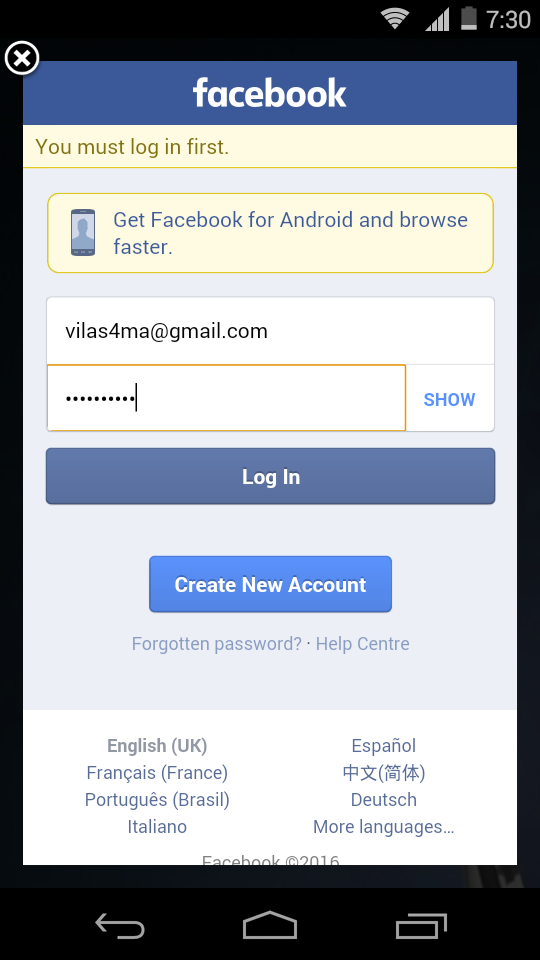 7:30
facebook
You must log in first.
Get Facebook for Android and browse
faster.
vilas4ma@gmail.com
••••••••••
SHOW
Log In
Create New Account
Forgotten password? · Help Centre
English (UK) Español
Français (France) 中文(简体)
Português (Brasil) Deutsch
Italiano More languages…
Facebook ©2016